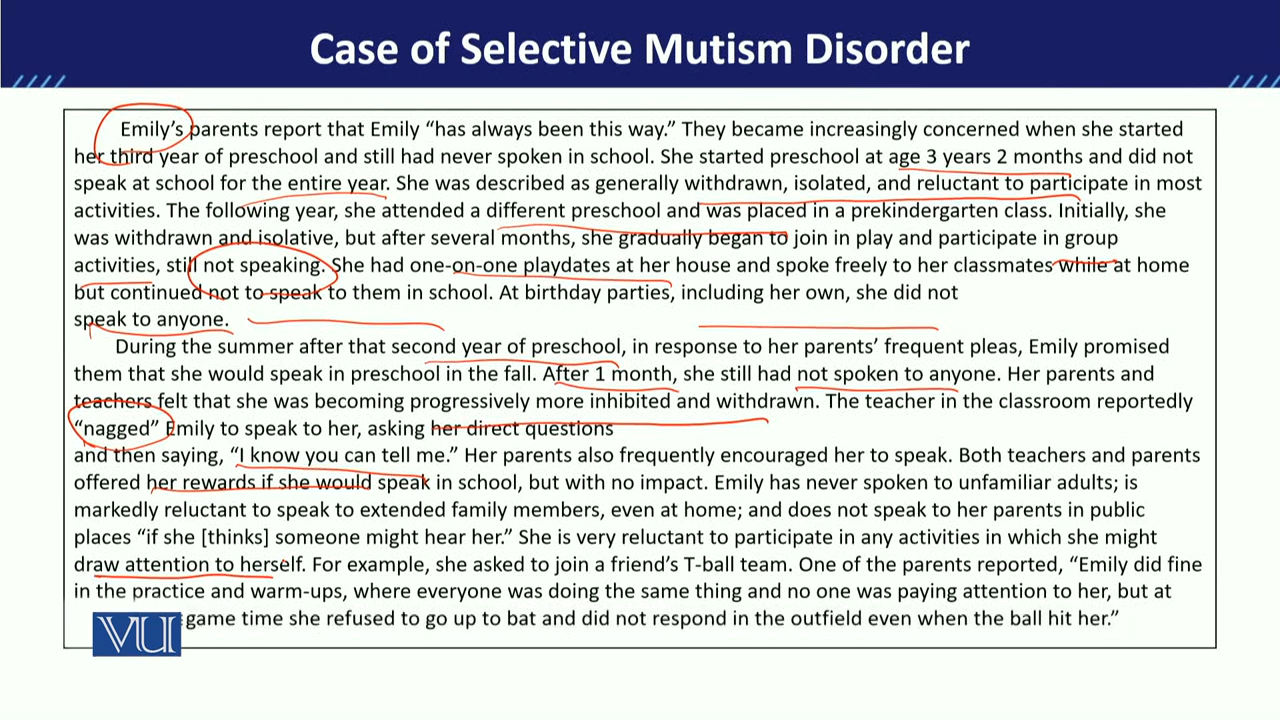 Case of Selective Mutism Disorder
Emily's parents report that Emily “has always been this way.” They became increasingly concerned when she started
her third year of preschool and still had never spoken in school. She started preschool at age 3 years 2 months and did not
speak at school for the entire year. She was described as generally withdrawn, isolated, and reluctant to participate in most
activities. The following year, she attended a different preschool and was placed in a prekindergarten class. Initially, she
was withdrawn and isolative, but after several months, she gradually began to join in play and participate in group
activities, still not speaking. She had one-on-one playdates at her house and spoke freely to her classmates while at home
but continued not to speak to them in school. At birthday parties, including her own, she did not
speak to anyone.
During the summer after that second year of preschool, in response to her parents’ frequent pleas, Emily promised
them that she would speak in preschool in the fall. After 1 month, she still had not spoken to anyone. Her parents and
teachers felt that she was becoming progressively more inhibited and withdrawn. The teacher in the classroom reportedly
“nagged” Emily to speak to her, asking her direct questions
and then saying, “I know you can tell me.” Her parents also frequently encouraged her to speak. Both teachers and parents
offered her rewards if she would speak in school, but with no impact. Emily has never spoken to unfamiliar adults; is
markedly reluctant to speak to extended family members, even at home; and does not speak to her parents in public
places “if she [thinks] someone might hear her.” She is very reluctant to participate in any activities in which she might
draw attention to herself. For example, she asked to join a friend’s T-ball team. One of the parents reported, “Emily did fine
in the practice and warm-ups, where everyone was doing the same thing and no one was paying attention to her, but at
game time she refused to go up to bat and did not respond in the outfield even when the ball hit her.”
VU